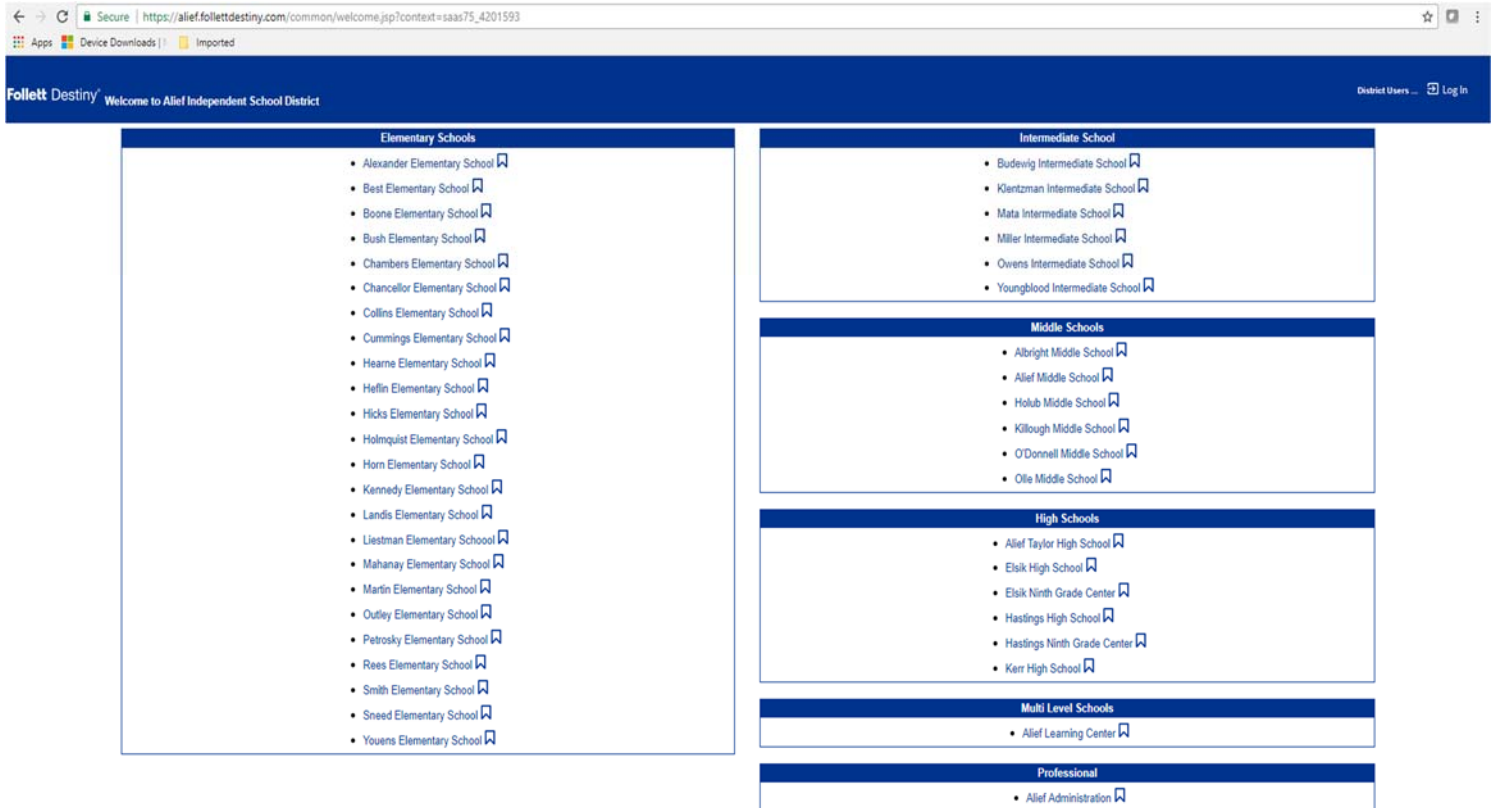 Secure | https://alief.follettdestiny.com/common/welcome.jsp?context=saas75_4201593
Apps Device Downloads | Imported
Follett Destiny® Welcome to Alief Independent School District
District Users ... Log In
Elementary Schools
Alexander Elementary School
Best Elementary School
Boone Elementary School
Bush Elementary School
Chambers Elementary School
Chancellor Elementary School
Collins Elementary School
Cummings Elementary School
Hearne Elementary School
Heflin Elementary School
Hicks Elementary School
Holmquist Elementary School
Horn Elementary School
Kennedy Elementary School
Landis Elementary School
Liestman Elementary Schoool
Mahanay Elementary School
Martin Elementary School
Outley Elementary School
Petrosky Elementary School
Rees Elementary School
Smith Elementary School
Sneed Elementary School
Youens Elementary School
Intermediate School
Budewig Intermediate School
Klentzman Intermediate School
Mata Intermediate School
Miller Intermediate School
Owens Intermediate School
Youngblood Intermediate School
Middle Schools
Albright Middle School
Alief Middle School
Holub Middle School
Killough Middle School
O'Donnell Middle School
Olle Middle School
High Schools
Alief Taylor High School
Elsik High School
Elsik Ninth Grade Center
Hastings High School
Hastings Ninth Grade Center
Kerr High School
Multi Level Schools
Alief Learning Center
Professional
Alief Administration